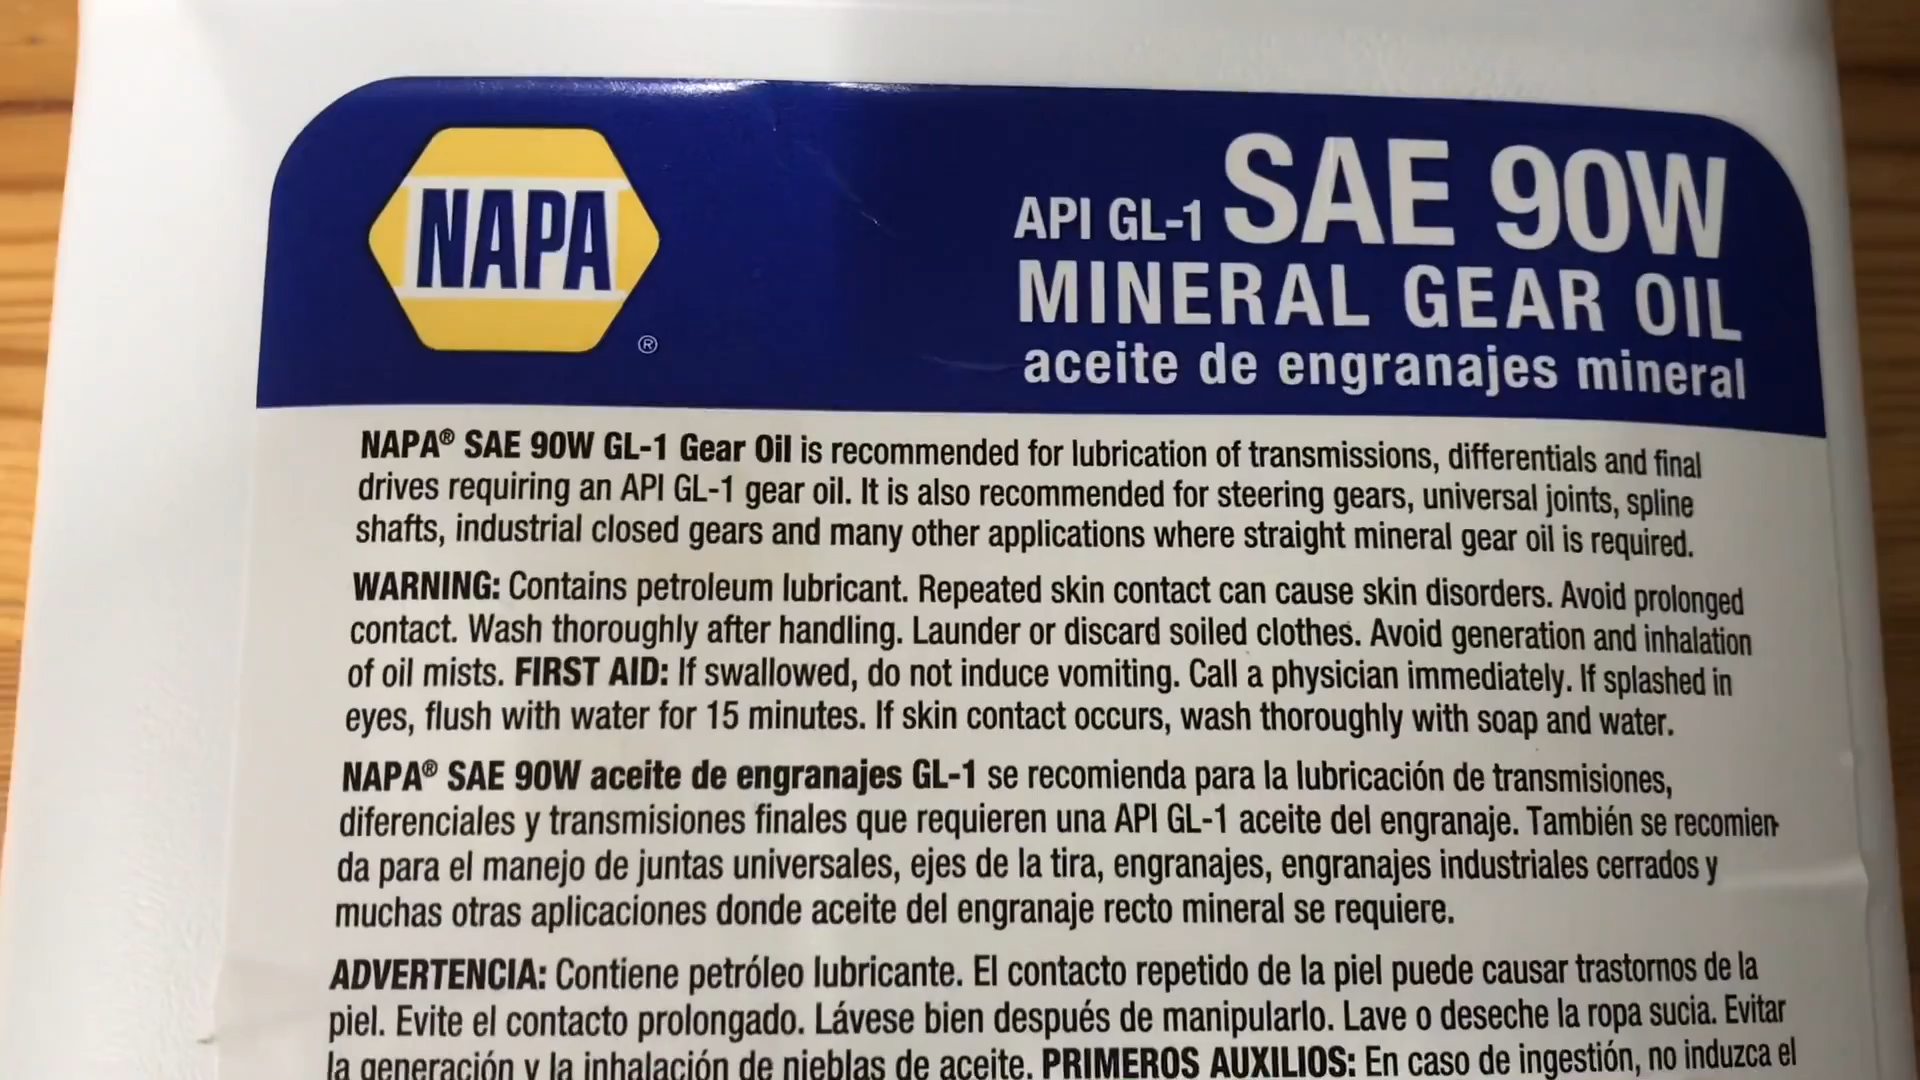 NAPA®
API GL-1 SAE 90W
MINERAL GEAR OIL
aceite de engranajes mineral
NAPA® SAE 90W GL-1 Gear Oil is recommended for lubrication of transmissions, differentials and final
drives requiring an API GL-1 gear oil. It is also recommended for steering gears, universal joints, spline
shafts, industrial closed gears and many other applications where straight mineral gear oil is required.
WARNING: Contains petroleum lubricant. Repeated skin contact can cause skin disorders. Avoid prolonged
contact. Wash thoroughly after handling. Launder or discard soiled clothes. Avoid generation and inhalation
of oil mists. FIRST AID: If swallowed, do not induce vomiting. Call a physician immediately. If splashed in
eyes, flush with water for 15 minutes. If skin contact occurs, wash thoroughly with soap and water.
NAPA® SAE 90W aceite de engranajes GL-1 se recomienda para la lubricación de transmisiones,
diferenciales y transmisiones finales que requieren una API GL-1 aceite del engranaje. También se recomien-
da para el manejo de juntas universales, ejes de la tira, engranajes, engranajes industriales cerrados y
muchas otras aplicaciones donde aceite del engranaje recto mineral se requiere.
ADVERTENCIA: Contiene petróleo lubricante. El contacto repetido de la piel puede causar trastornos de la
piel. Evite el contacto prolongado. Lávese bien después de manipularlo. Lave o deseche la ropa sucia. Evitar
la generación y la inhalación de nieblas de aceite. PRIMEROS AUXILIOS: En caso de ingestión, no induzca el